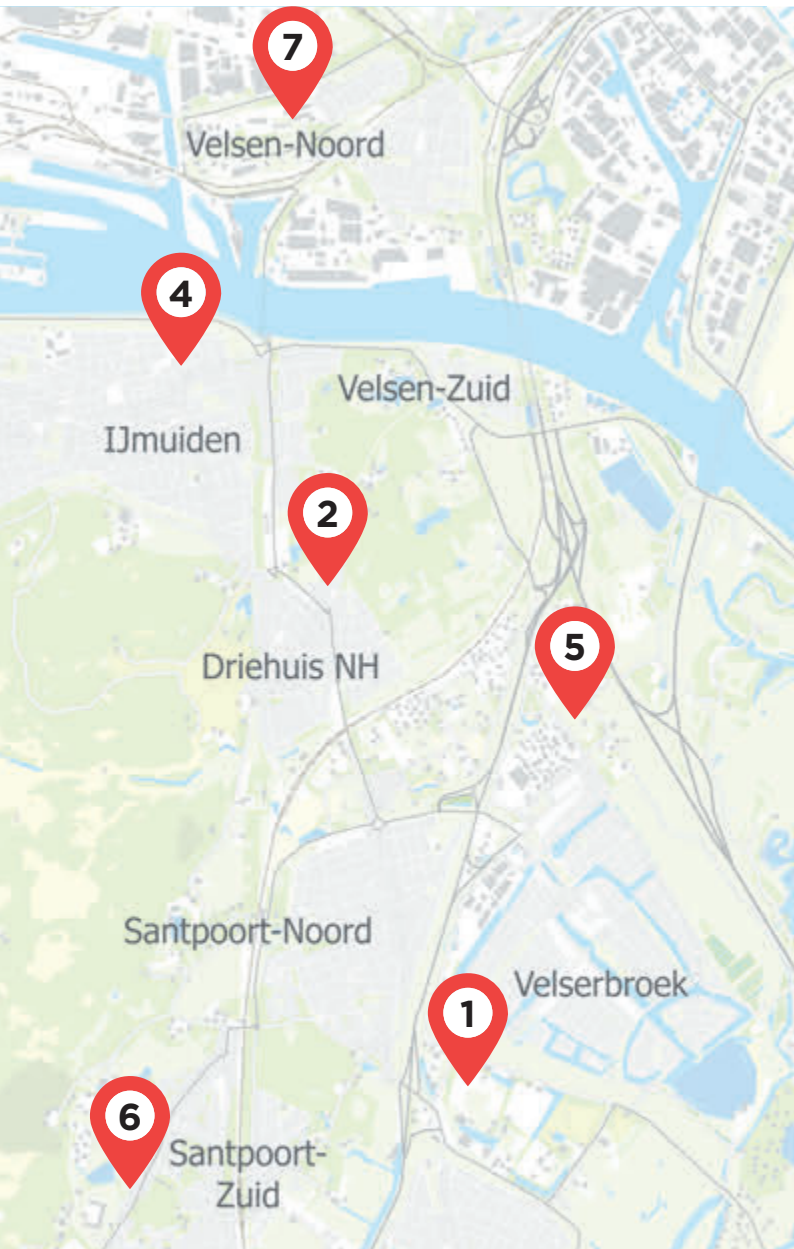 7
Velsen-Noord
4
Velsen-Zuid
IJmuiden
2
5
Driehuis NH
Santpoort-Noord
Velserbroek
1
6
Santpoort-
Zuid